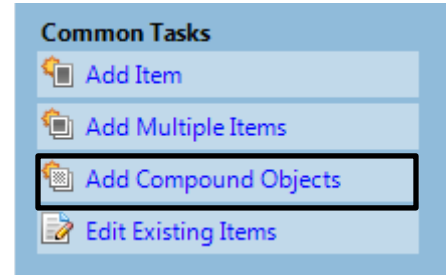 Common Tasks
Add Item
Add Multiple Items
Add Compound Objects
Edit Existing Items